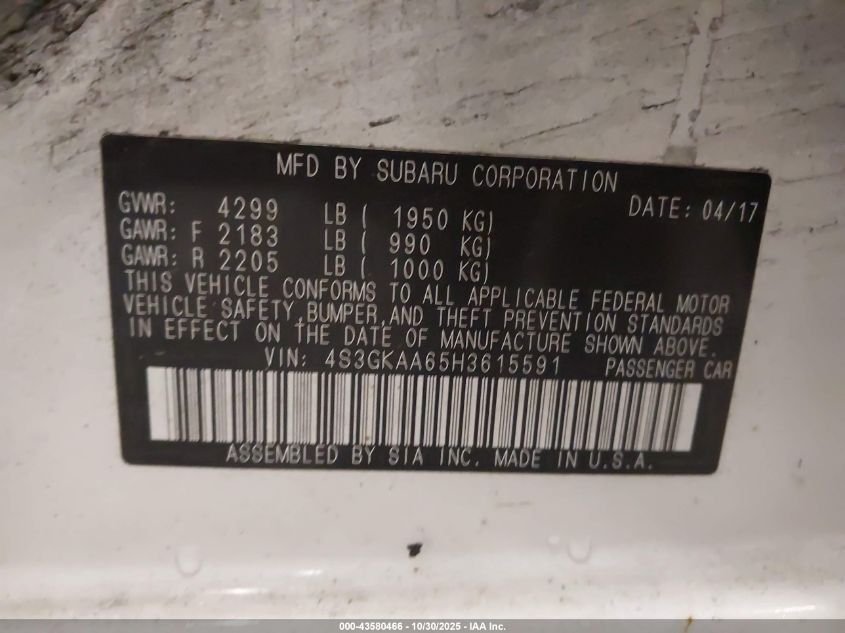 MFD BY SUBARU CORPORATION
GVWR: 4299 LB ( 1950 KG) DATE: 04/17
GAWR: F 2183 LB ( 990 KG)
GAWR: R 2205 LB ( 1000 KG)
THIS VEHICLE CONFORMS TO ALL APPLICABLE FEDERAL MOTOR
VEHICLE SAFETY,BUMPER,AND THEFT PREVENTION STANDARDS
IN EFFECT ON THE DATE OF MANUFACTURE SHOWN ABOVE.
VIN: 4S3GKAA65H3615591 PASSENGER CAR
ASSEMBLED BY SIA INC. MADE IN U.S.A.
000-43580466 - 10/30/2025 - IAA Inc.